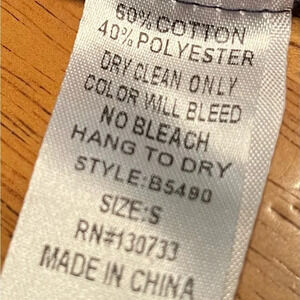 60% COTTON
40% POLYESTER
DRY CLEAN ONLY
COLOR WILL BLEED
NO BLEACH
HANG TO DRY
STYLE:B5490
SIZE:S
RN#130733
MADE IN CHINA